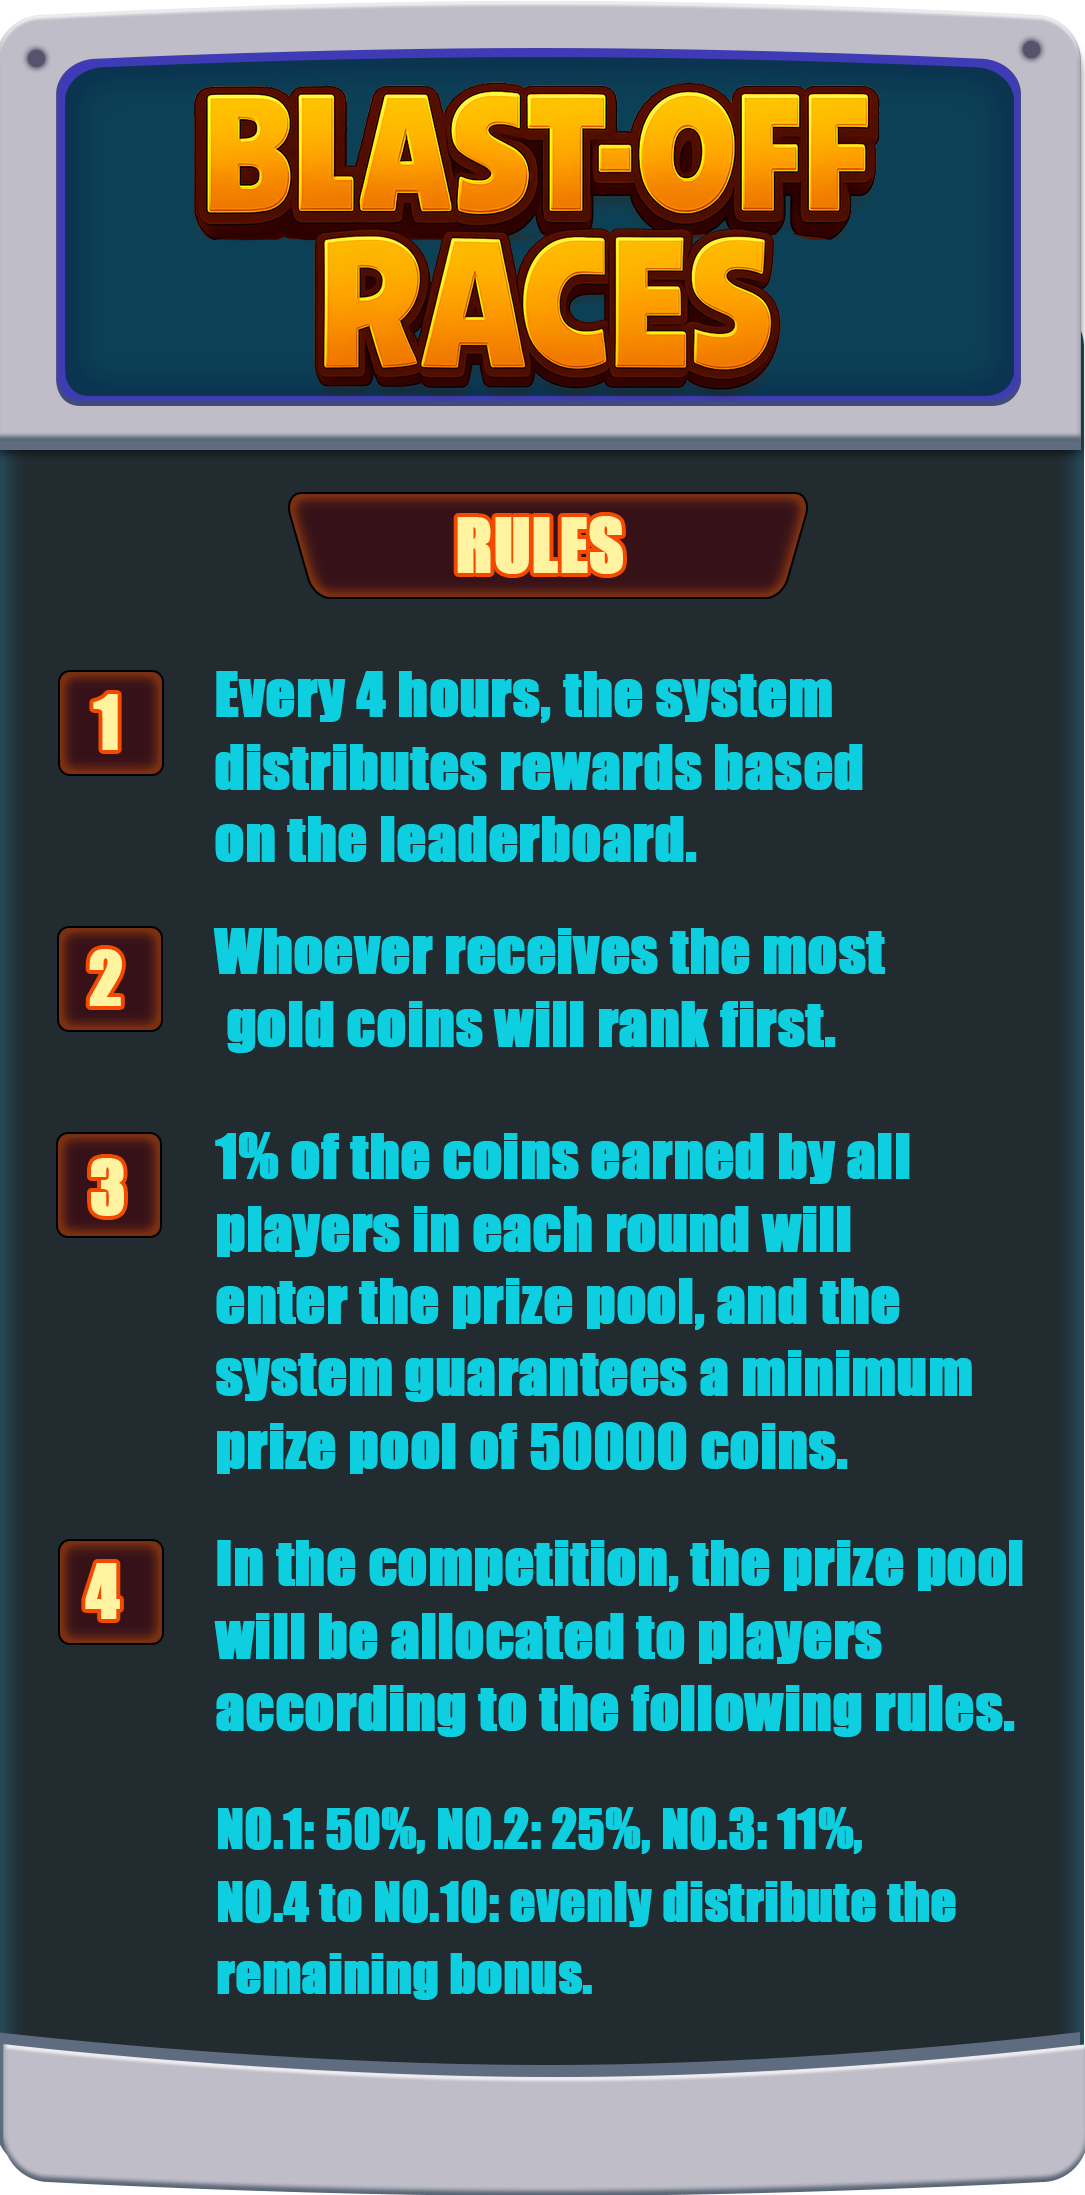 BLAST-OFF
RACES
RULES
1
Every 4 hours, the system
distributes rewards based
on the leaderboard.
2
Whoever receives the most
gold coins will rank first.
3
1% of the coins earned by all
players in each round will
enter the prize pool, and the
system guarantees a minimum
prize pool of 50000 coins.
4
In the competition, the prize pool
will be allocated to players
according to the following rules.
NO.1: 50%, NO.2: 25%, NO.3: 11%,
NO.4 to NO.10: evenly distribute the
remaining bonus.